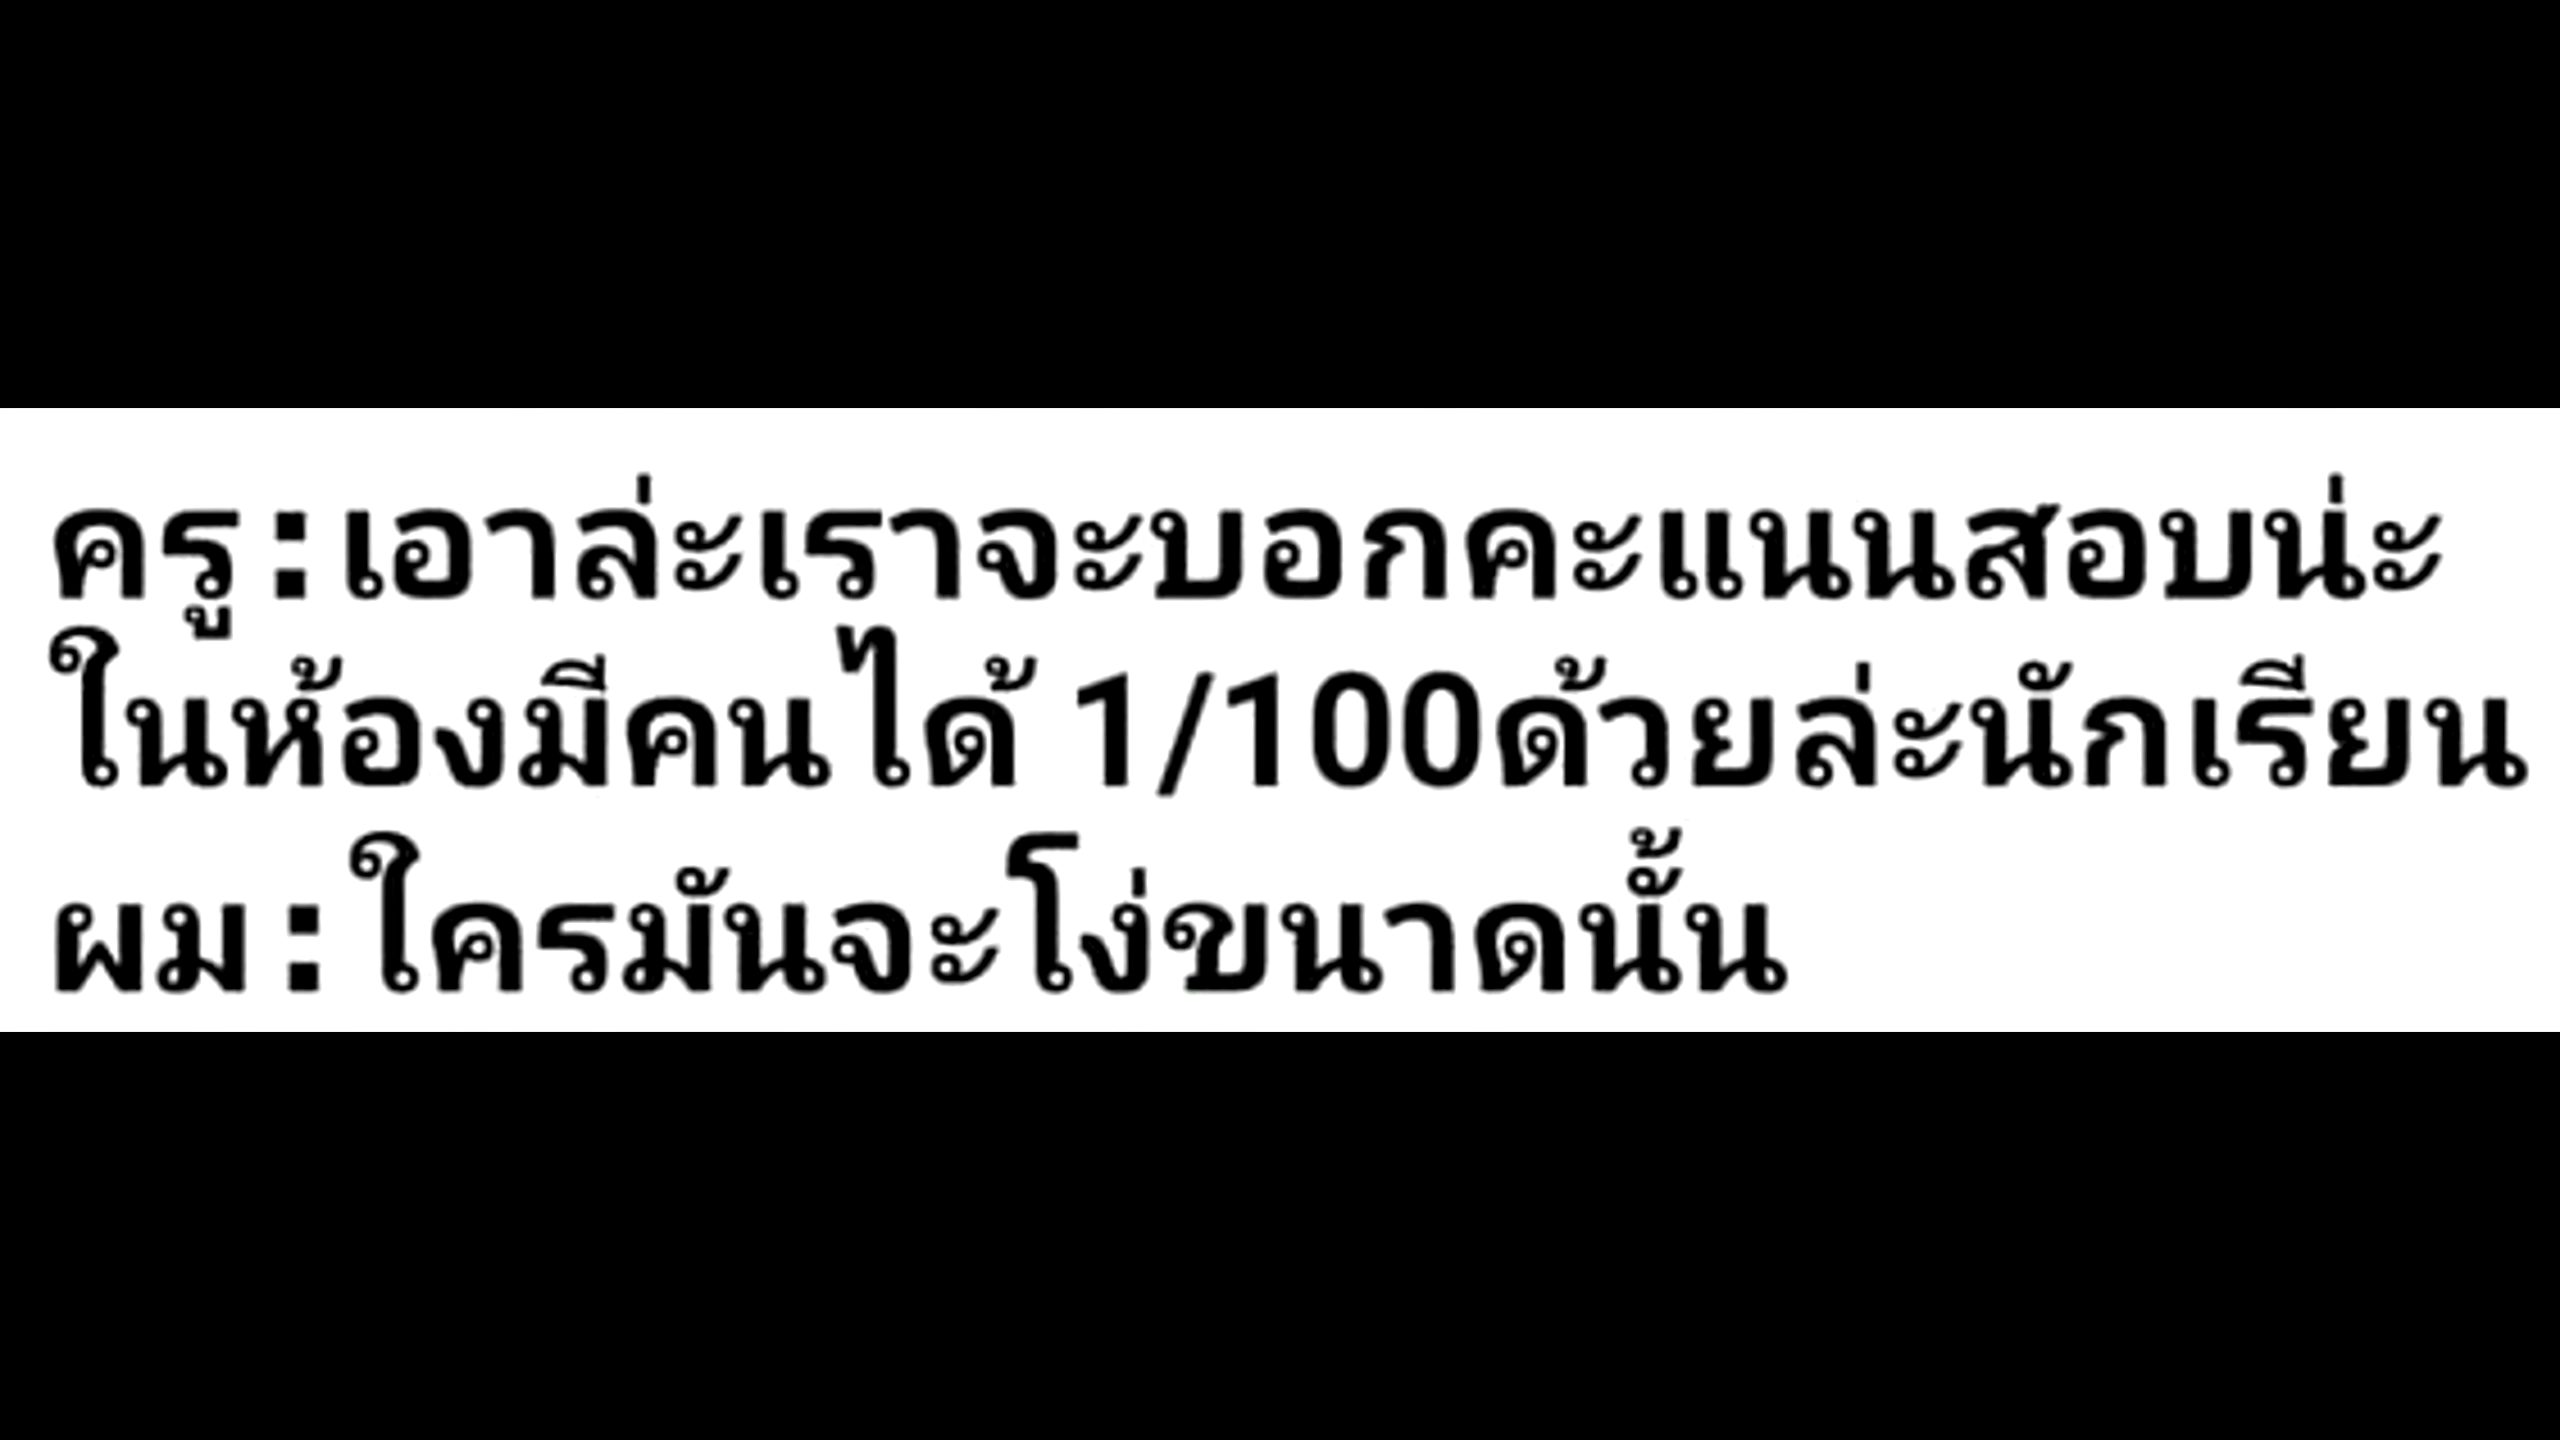 ครู:เอาล่ะเราจะบอกคะแนนสอบน่ะ
ในห้องมีคนได้ 1/100ด้วยล่ะนักเรียน
ผม:ใครมันจะโง่ขนาดนั้น